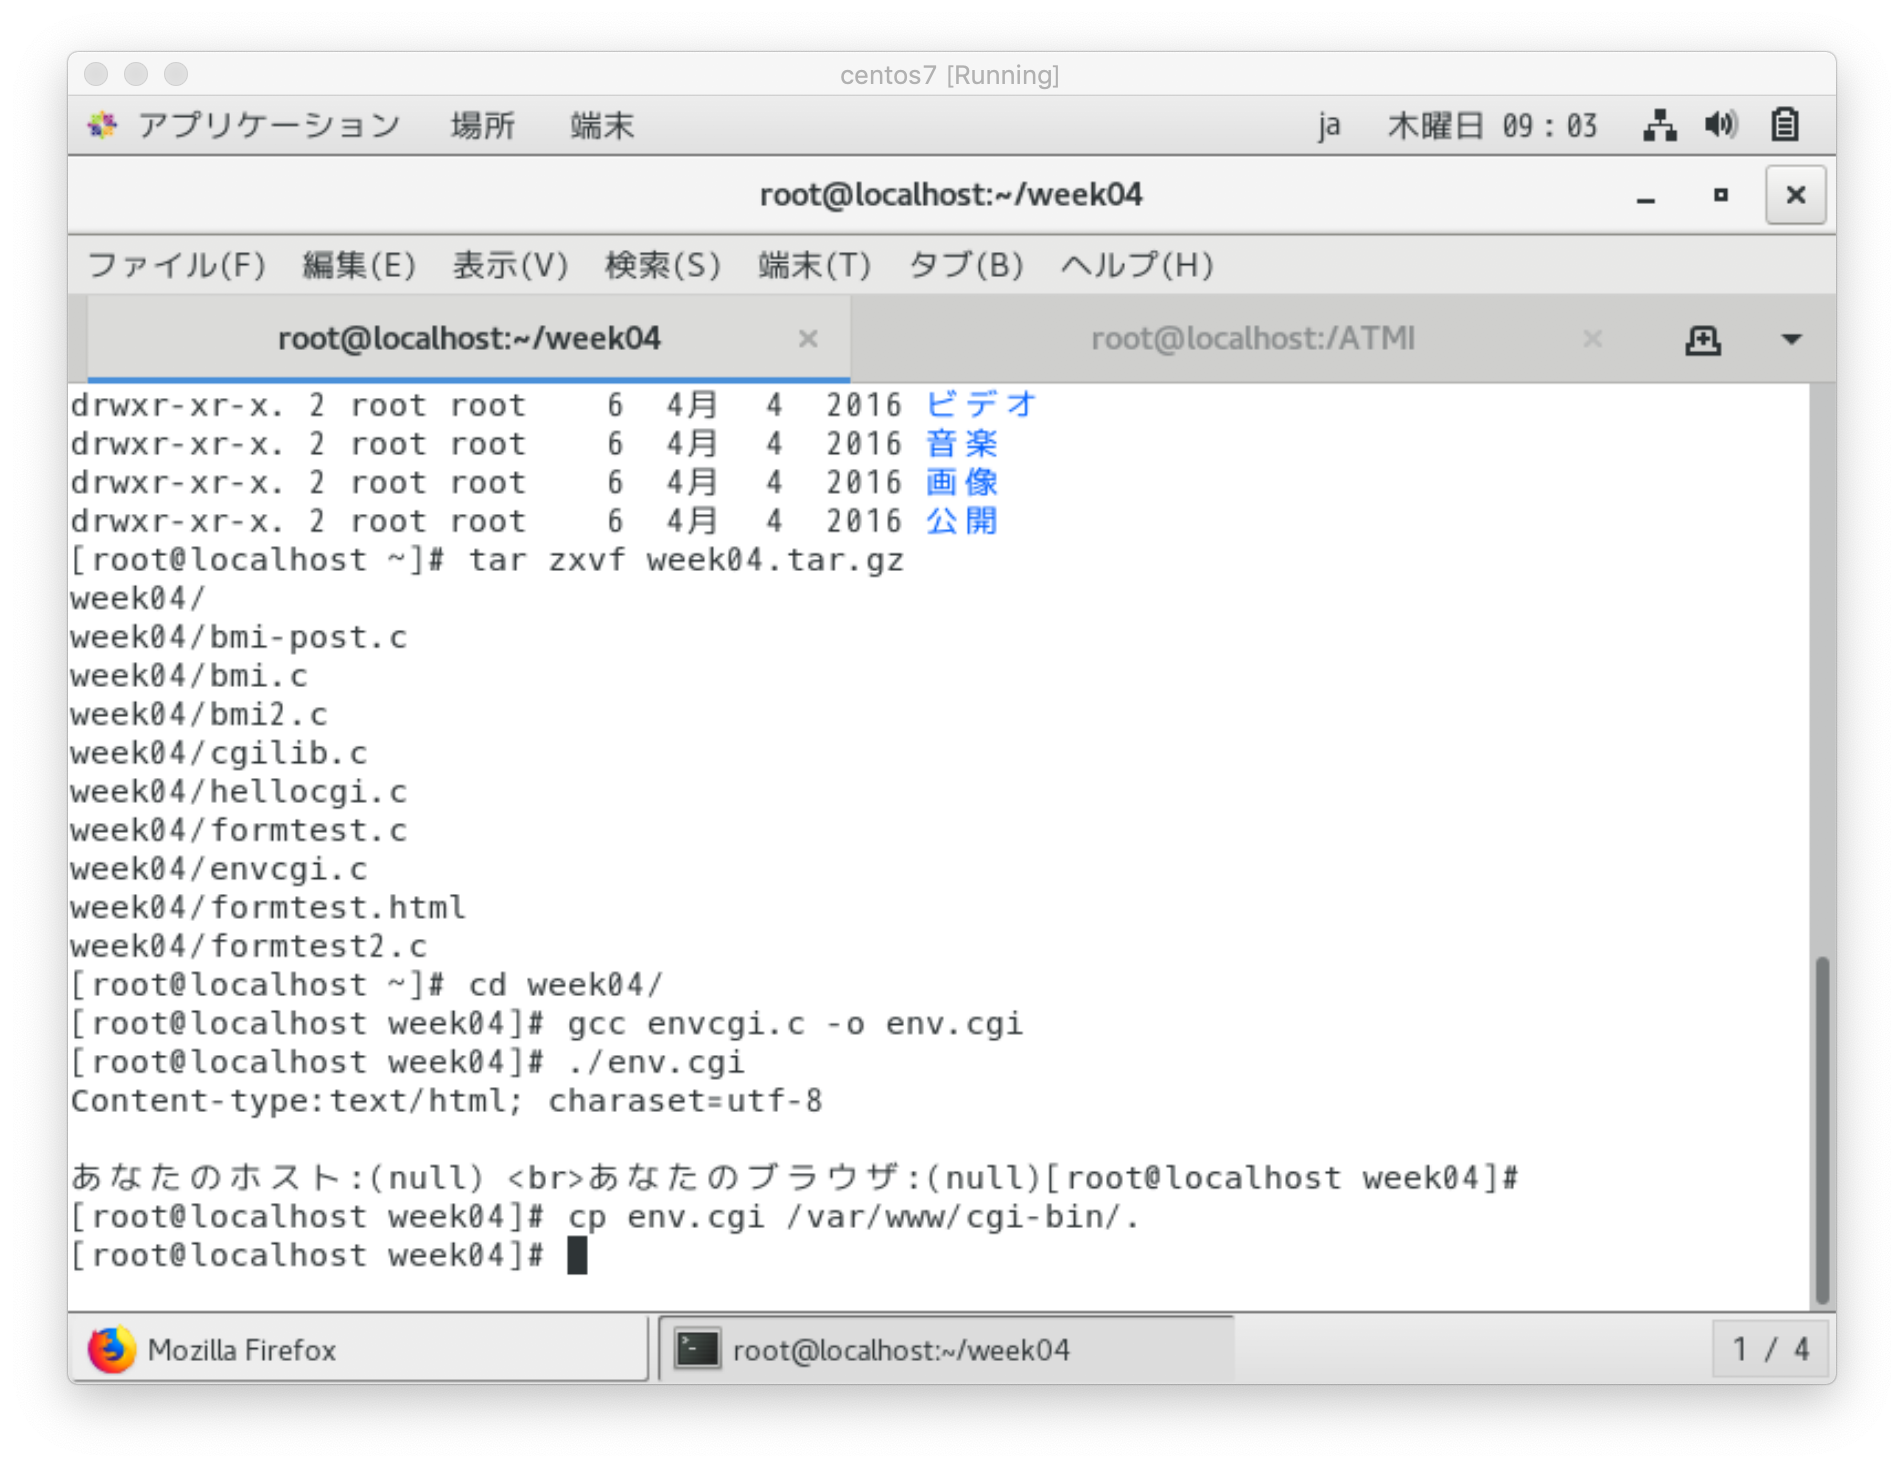 centos7 [Running]
アプリケーション 場所 端末 ja 木曜日 09：03
root@localhost:~/week04
ファイル(F) 編集(E) 表示(V) 検索(S) 端末(T) タブ(B) ヘルプ(H)
root@localhost:~/week04 root@localhost:/ATMI
drwxr-xr-x. 2 root root 6 4月 4 2016 ビデオ
drwxr-xr-x. 2 root root 6 4月 4 2016 音楽
drwxr-xr-x. 2 root root 6 4月 4 2016 画像
drwxr-xr-x. 2 root root 6 4月 4 2016 公開
[root@localhost ~]# tar zxvf week04.tar.gz
week04/
week04/bmi-post.c
week04/bmi.c
week04/bmi2.c
week04/cgilib.c
week04/hellocgi.c
week04/formtest.c
week04/envcgi.c
week04/formtest.html
week04/formtest2.c
[root@localhost ~]# cd week04/
[root@localhost week04]# gcc envcgi.c -o env.cgi
[root@localhost week04]# ./env.cgi
Content-type:text/html; charaset=utf-8
あなたのホスト:(null) <br>あなたのブラウザ:(null)[root@localhost week04]#
[root@localhost week04]# cp env.cgi /var/www/cgi-bin/.
[root@localhost week04]#
Mozilla Firefox root@localhost:~/week04 1 / 4